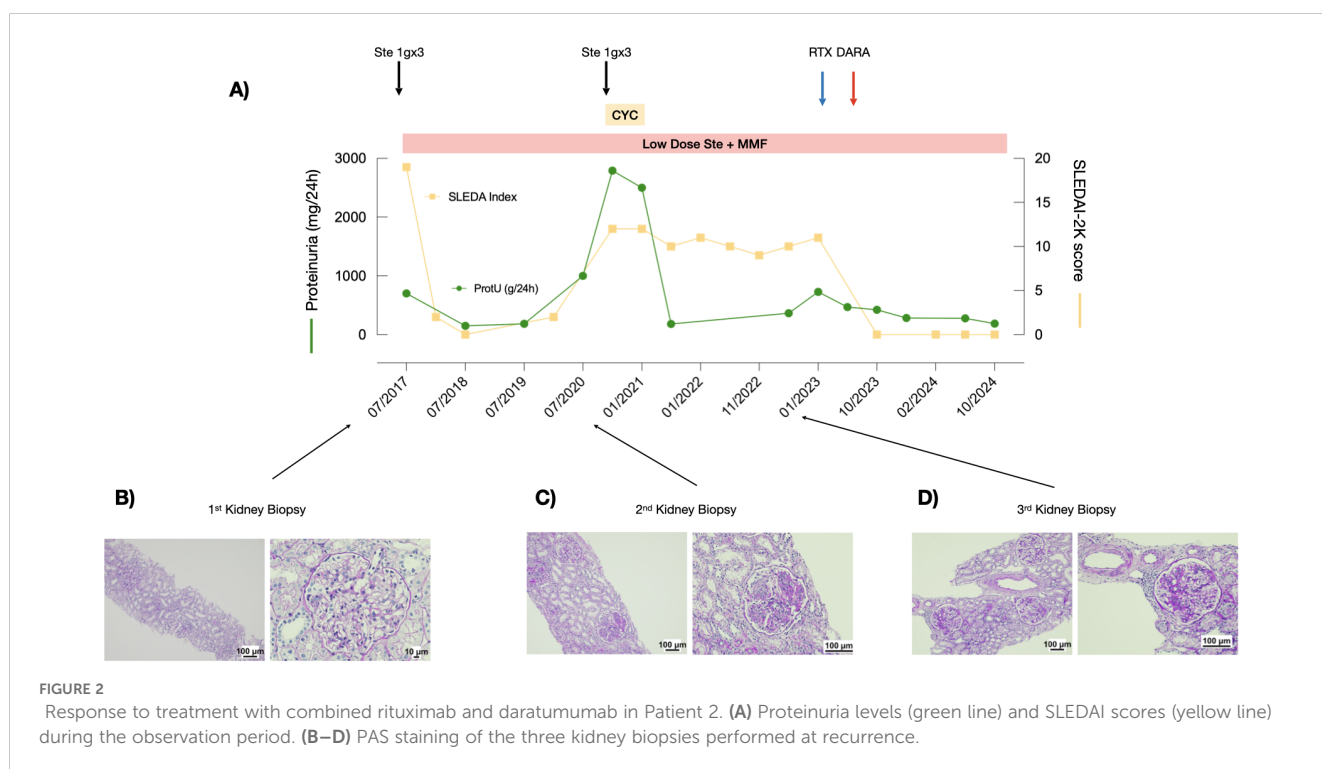 Ste 1gx3
Ste 1gx3
RTX DARA
A)
CYC
Low Dose Ste + MMF
Proteinuria (mg/24h)
3000
2000
1000
0
SLEDA Index
ProtU (g/24h)
20
15
10
5
0
SLEDAI-2K score
07/2017
07/2018
07/2019
07/2020
01/2021
01/2022
11/2022
01/2023
10/2023
02/2024
10/2024
B)
1st Kidney Biopsy
100 µm
10 µm
C)
2nd Kidney Biopsy
100 µm
100 µm
D)
3rd Kidney Biopsy
100 µm
100 µm
FIGURE 2
Response to treatment with combined rituximab and daratumumab in Patient 2. (A) Proteinuria levels (green line) and SLEDAI scores (yellow line)
during the observation period. (B–D) PAS staining of the three kidney biopsies performed at recurrence.